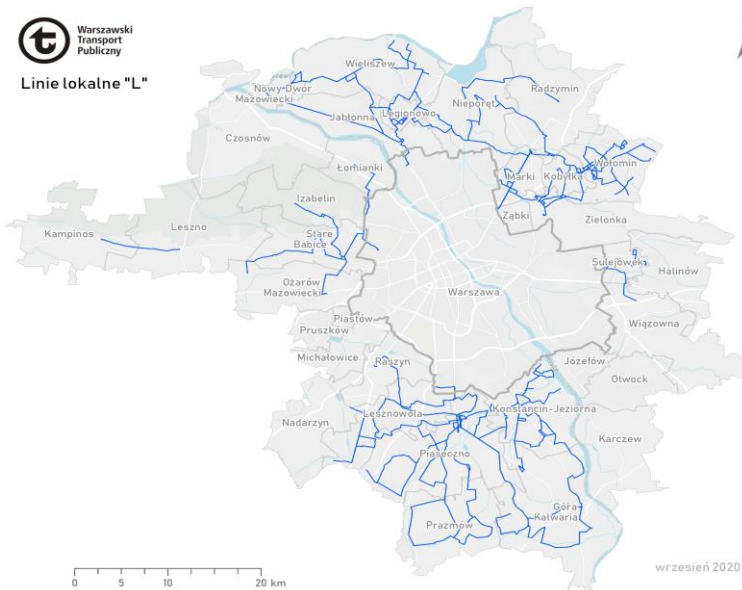 Warszawski
Transport
Publiczny
Linie lokalne "L"
Wieliszew
Nowy Dwór
Mazowiecki
Jabłonna
Legionowo
Nieporęt
Radzymin
Czosnów
Łomianki
Marki
Kobyłka
Wołomin
Izabelin
Ząbki
Zielonka
Kampinos
Leszno
Stare
Babice
Sulejówek
Halinów
Ożarów
Mazowiecki
Warszawa
Wiązowna
Piastów
Pruszków
Michałowice
Raszyn
Józefów
Otwock
Nadarzyn
Lesznowola
Konstancin-Jeziorna
Karczew
Piaseczno
Góra
Kalwaria
Prażmów
wrzesień 2020
0 5 10 20 km